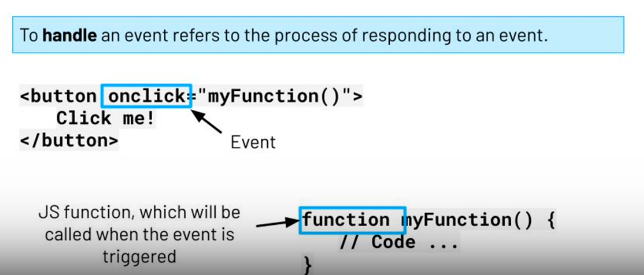 To handle an event refers to the process of responding to an event.
<button onclick="myFunction()">
Click me!
</button>
Event
JS function, which will be
called when the event is
triggered
function myFunction() {
// Code ...
}